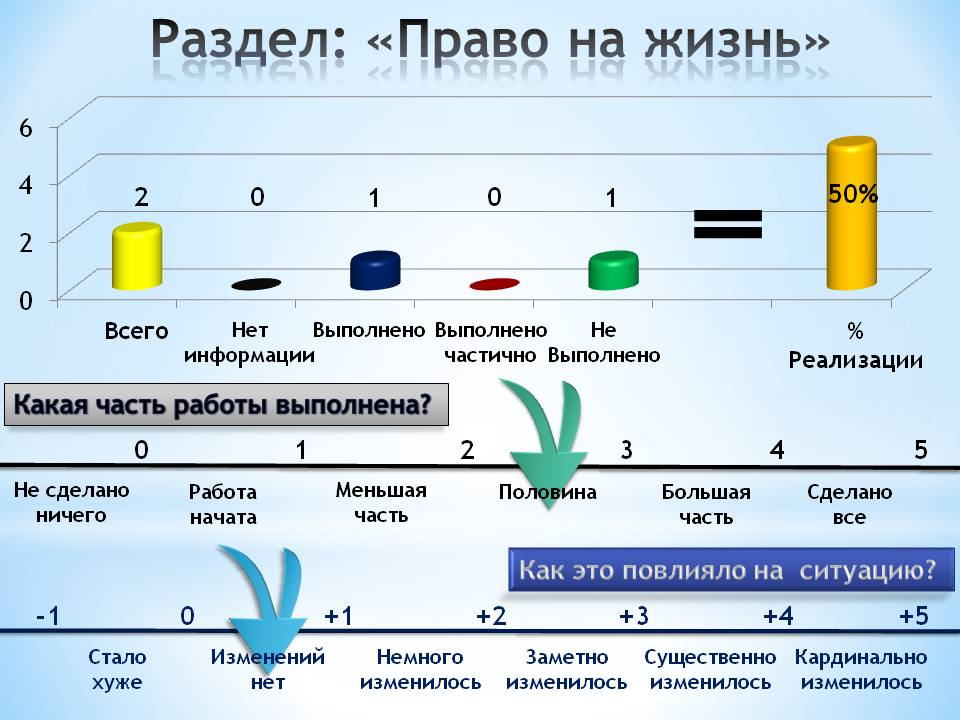 Раздел: «Право на жизнь»
6
4
2
0
2 0 1 0 1 50%
Всего Нет Выполнено Выполнено Не %
информации частично Выполнено Реализации
Какая часть работы выполнена?
0 1 2 3 4 5
Не сделано Работа Меньшая Половина Большая Сделано
ничего начата часть часть все
Как это повлияло на ситуацию?
-1 0 +1 +2 +3 +4 +5
Стало Изменений Немного Заметно Существенно Кардинально
хуже нет изменилось изменилось изменилось изменилось